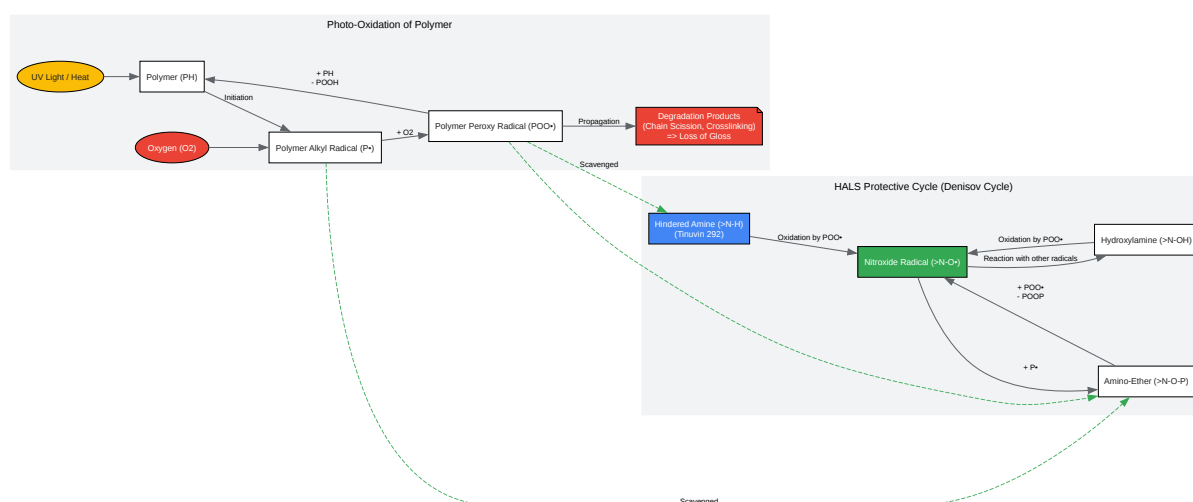 Photo-Oxidation of Polymer
UV Light / Heat
Polymer (PH)
+ PH
- POOH
Initiation
Oxygen (O2)
Polymer Alkyl Radical (P•)
+ O2
Polymer Peroxy Radical (POO•)
Propagation
Degradation Products
(Chain Scission, Crosslinking)
=> Loss of Gloss
Scavenged
HALS Protective Cycle (Denisov Cycle)
Hindered Amine (>N-H)
(Tinuvin 292)
Oxidation by POO•
Nitroxide Radical (>N-O•)
Oxidation by POO•
Reaction with other radicals
Hydroxylamine (>N-OH)
+ POO•
- POOP
+ P•
Amino-Ether (>N-O-P)
Scavenged